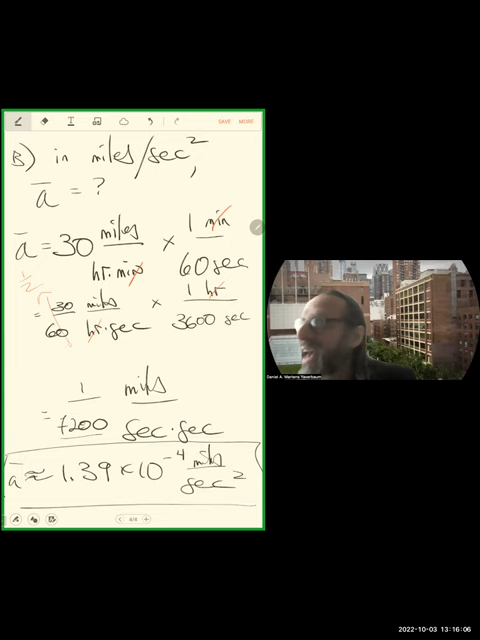 SAVE MORE
B) in miles/sec²,
a̅ = ?
a̅ = 30 miles/hr·min × 1 min/60 sec
1/2
= 30/60 miles/hr·sec × 1 hr/3600 sec
= 1/7200 miles/sec·sec
a̅ ≈ 1.39 × 10⁻⁴ miles/sec²
4/4
Daniel A. Martens Yaverbaum
2022-10-03 13:16:06